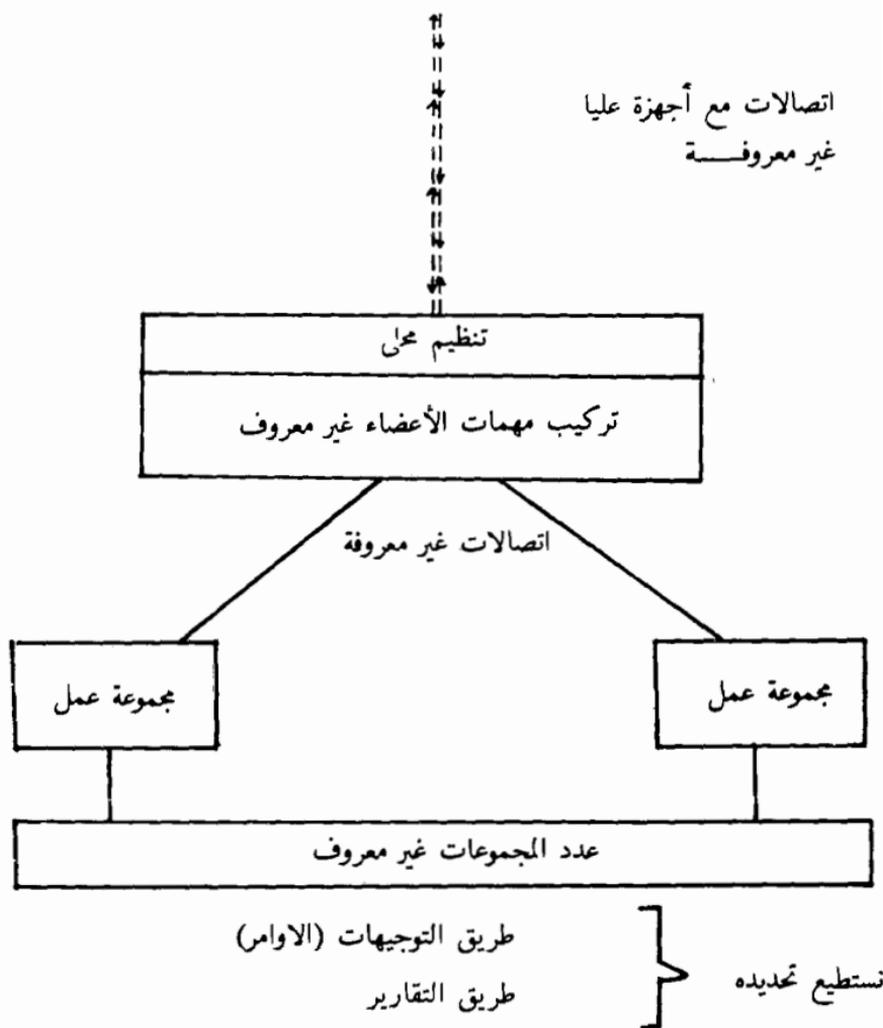 اتصالات مع أجهزة عليا
غير معروفـــــة
تنظيم محلى
تركيب مهمات الأعضاء غير معروف
اتصالات غير معروفة
مجموعة عمل
مجموعة عمل
عدد المجموعات غير معروف
طريق التوجيهات (الاوامر)
نستطيع تحديده
طريق التقارير